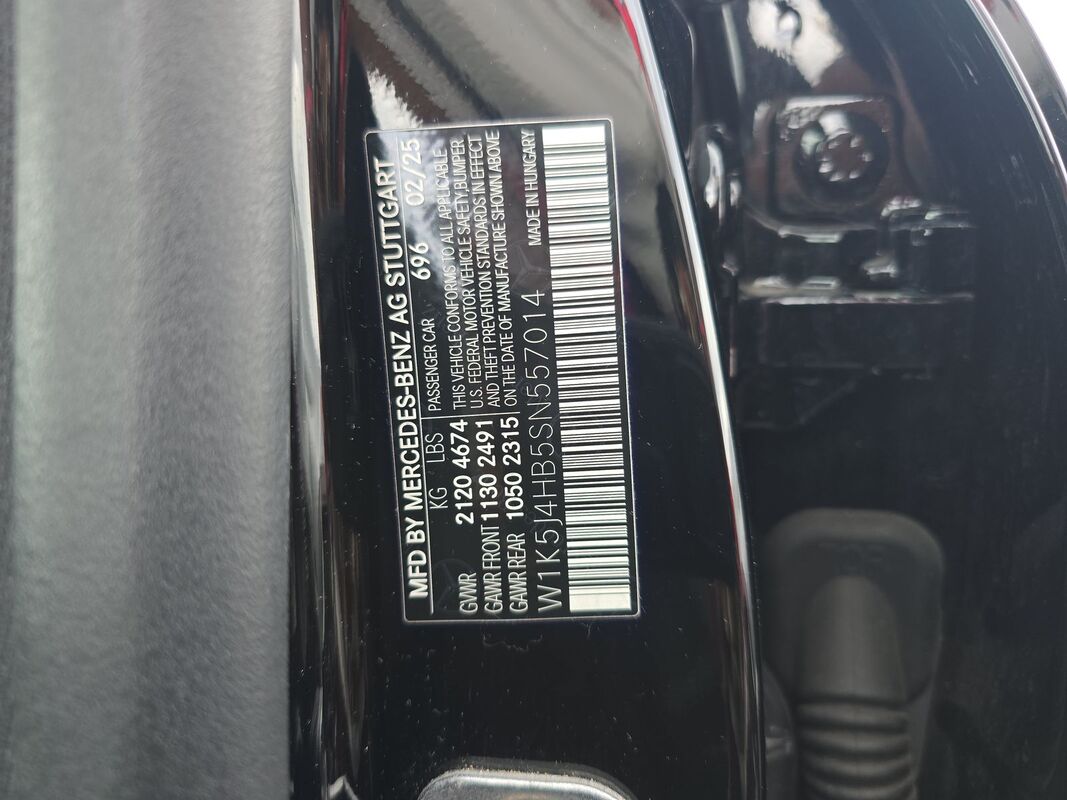 MFD BY MERCEDES-BENZ AG STUTTGART
KG LBS 696 02/25
GVWR 2120 4674 PASSENGER CAR
GAWR FRONT 1130 2491 THIS VEHICLE CONFORMS TO ALL APPLICABLE
GAWR REAR 1050 2315 U.S. FEDERAL MOTOR VEHICLE SAFETY, BUMPER
AND THEFT PREVENTION STANDARDS IN EFFECT
ON THE DATE OF MANUFACTURE SHOWN ABOVE
W1K5J4HB5SN557014 MADE IN HUNGARY